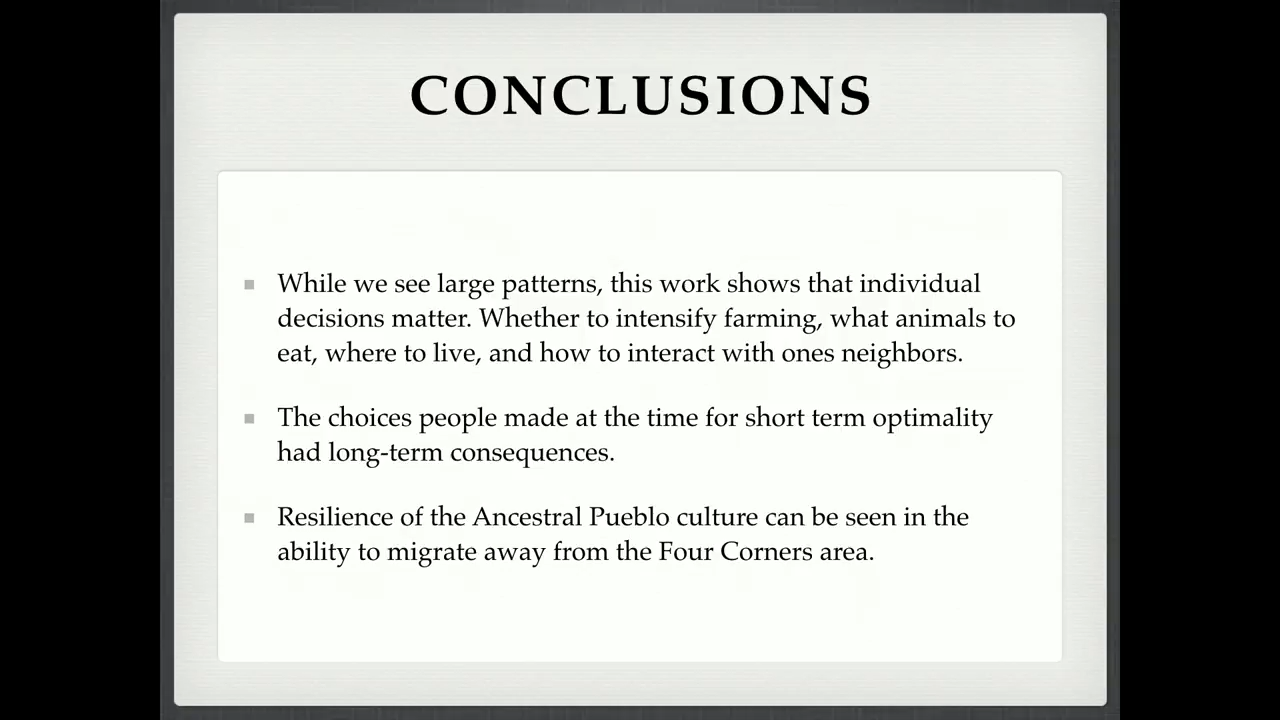 CONCLUSIONS
While we see large patterns, this work shows that individual
decisions matter. Whether to intensify farming, what animals to
eat, where to live, and how to interact with ones neighbors.
The choices people made at the time for short term optimality
had long-term consequences.
Resilience of the Ancestral Pueblo culture can be seen in the
ability to migrate away from the Four Corners area.